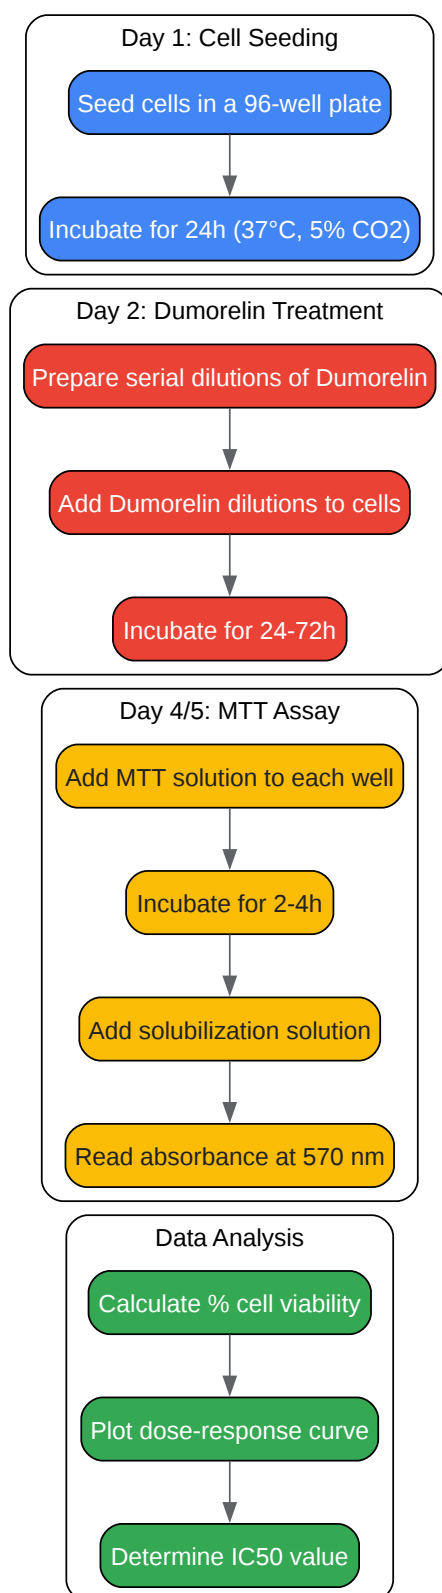 Day 1: Cell Seeding
Seed cells in a 96-well plate
Incubate for 24h (37°C, 5% CO2)
Day 2: Dumorelin Treatment
Prepare serial dilutions of Dumorelin
Add Dumorelin dilutions to cells
Incubate for 24-72h
Day 4/5: MTT Assay
Add MTT solution to each well
Incubate for 2-4h
Add solubilization solution
Read absorbance at 570 nm
Data Analysis
Calculate % cell viability
Plot dose-response curve
Determine IC50 value